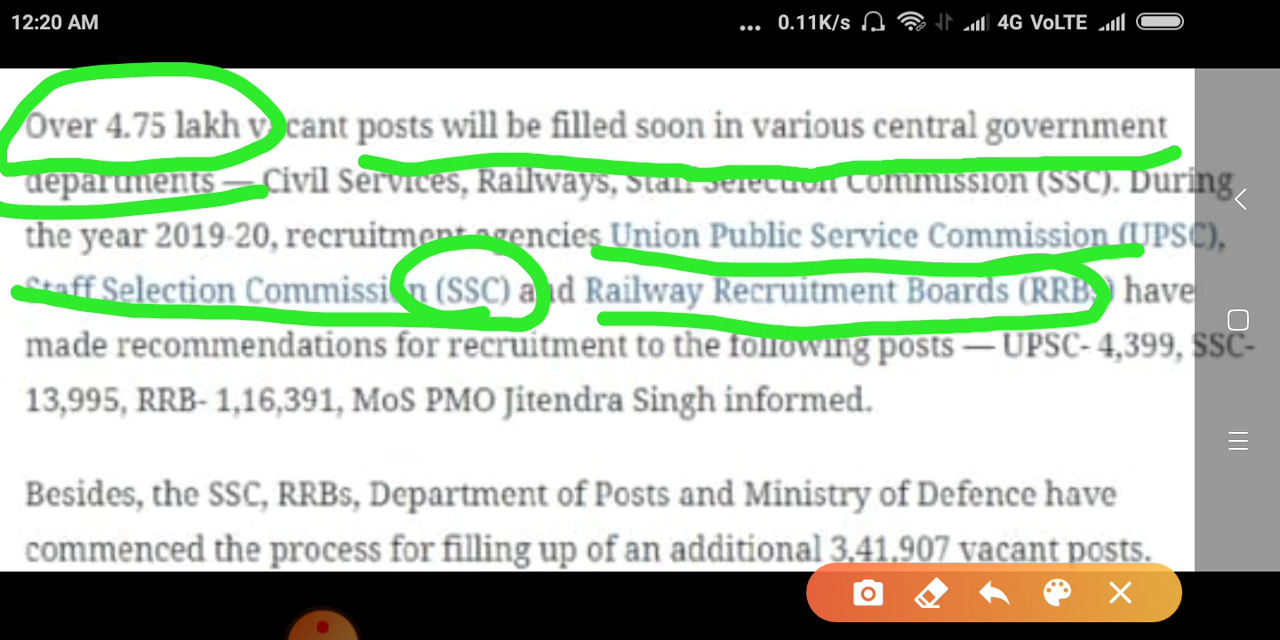 12:20 AM
... 0.11K/s 4G VoLTE
Over 4.75 lakh vacant posts will be filled soon in various central government
departments — Civil Services, Railways, Staff Selection Commission (SSC). During
the year 2019-20, recruitment agencies Union Public Service Commission (UPSC),
Staff Selection Commission (SSC) and Railway Recruitment Boards (RRBs) have
made recommendations for recruitment to the following posts — UPSC- 4,399, SSC-
13,995, RRB- 1,16,391, MoS PMO Jitendra Singh informed.
Besides, the SSC, RRBs, Department of Posts and Ministry of Defence have
commenced the process for filling up of an additional 3,41,907 vacant posts.